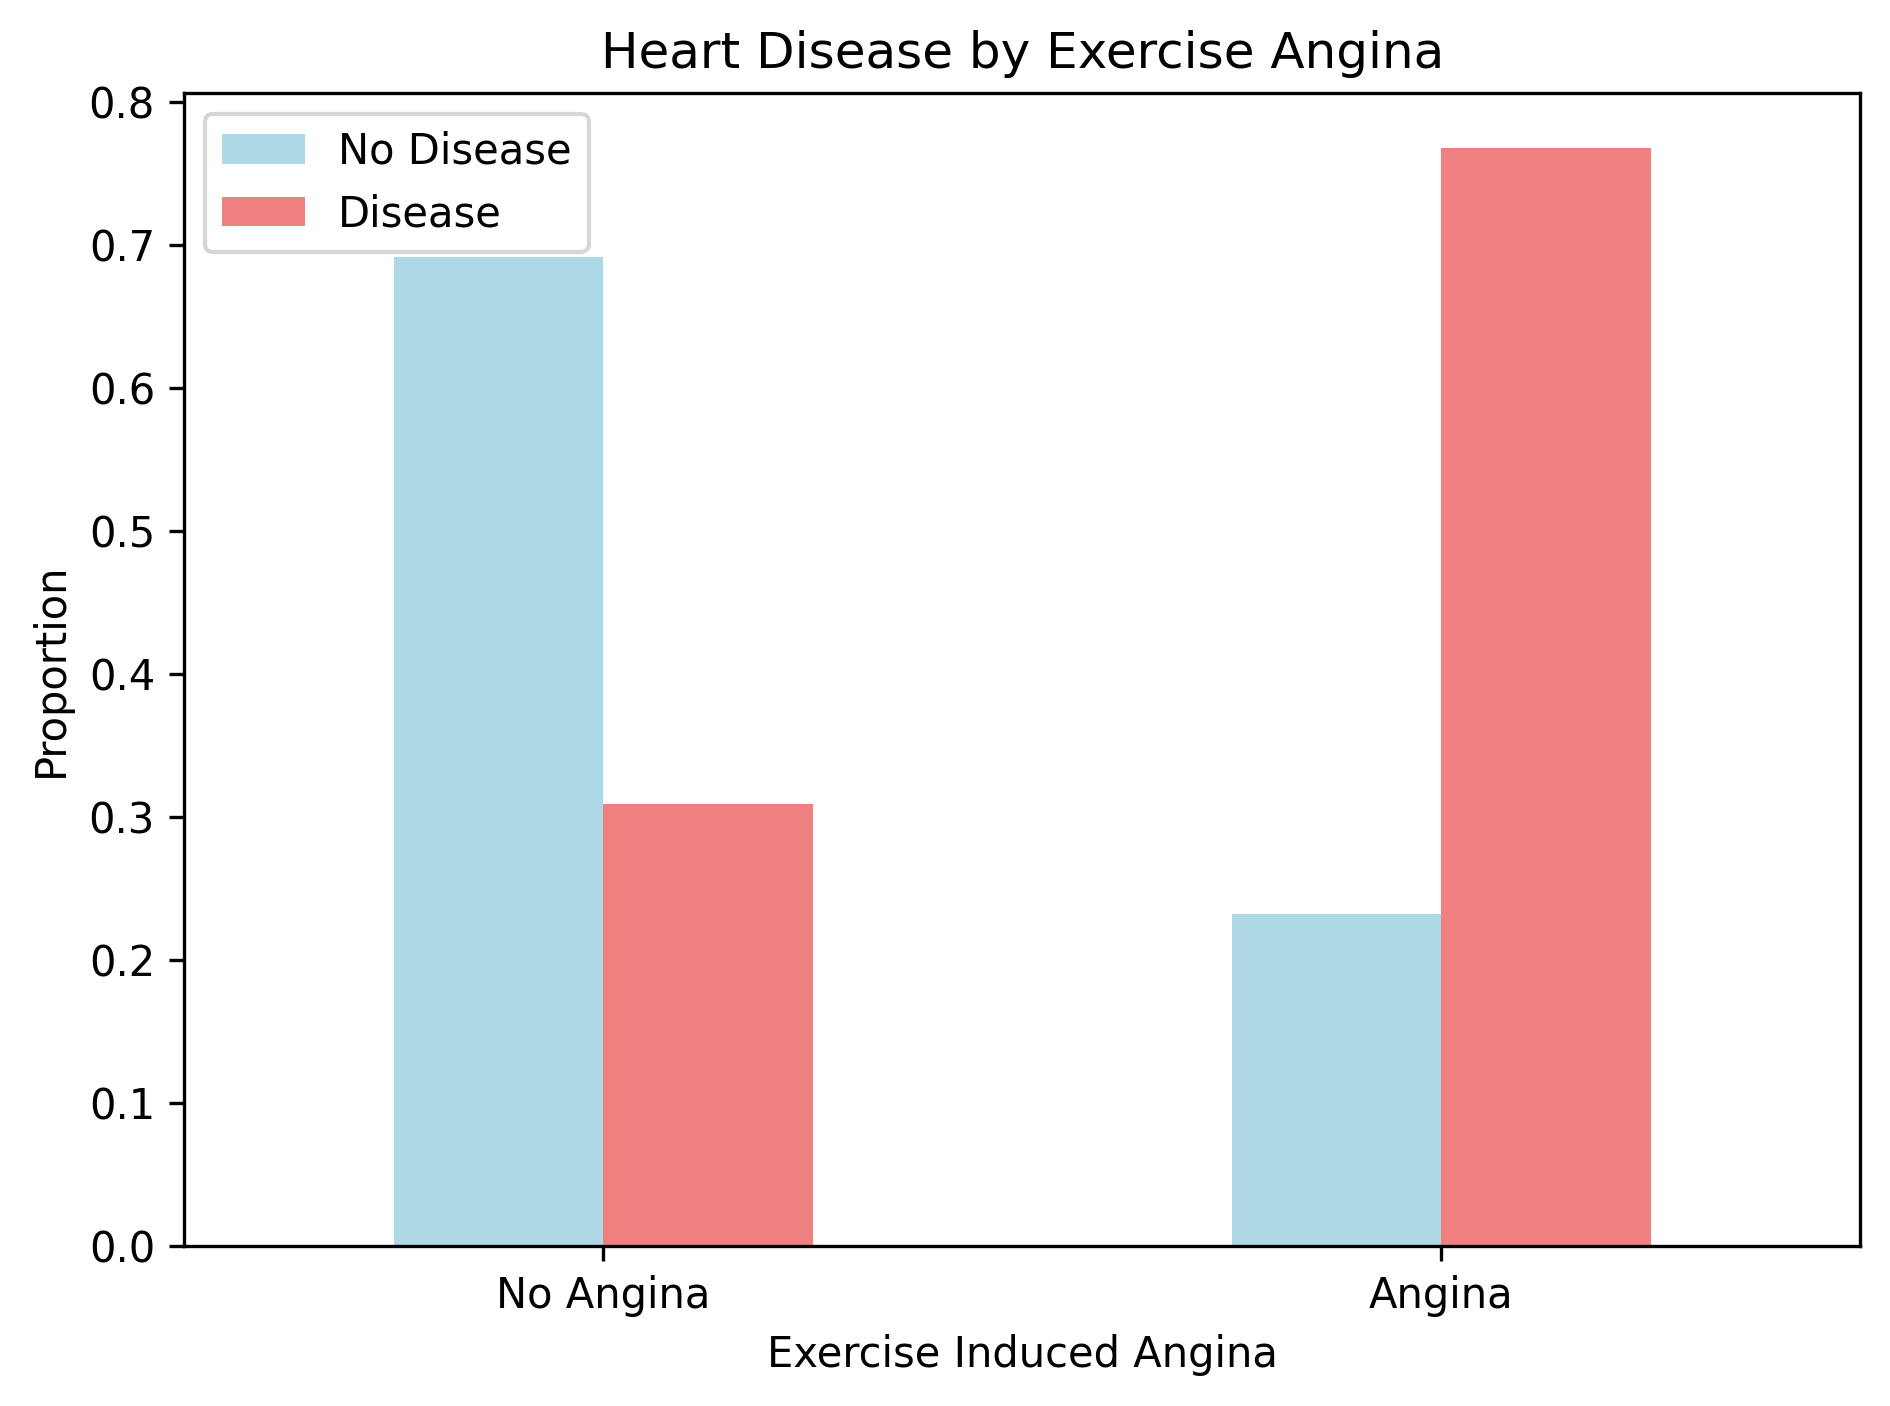 Heart Disease by Exercise Angina
No Disease
Disease
0.8
0.7
0.6
0.5
0.4
0.3
0.2
0.1
0.0
Proportion
No Angina
Angina
Exercise Induced Angina